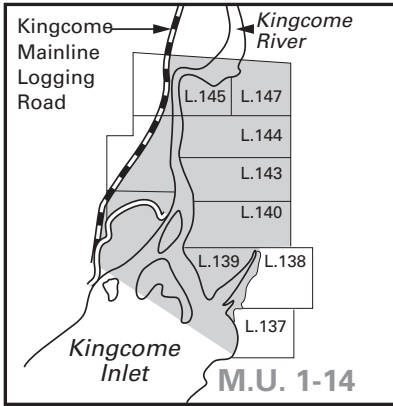 Kingcome
Mainline
Logging
Road
Kingcome
River
L.145
L.147
L.144
L.143
L.140
L.139
L.138
L.137
Kingcome
Inlet
M.U. 1-14